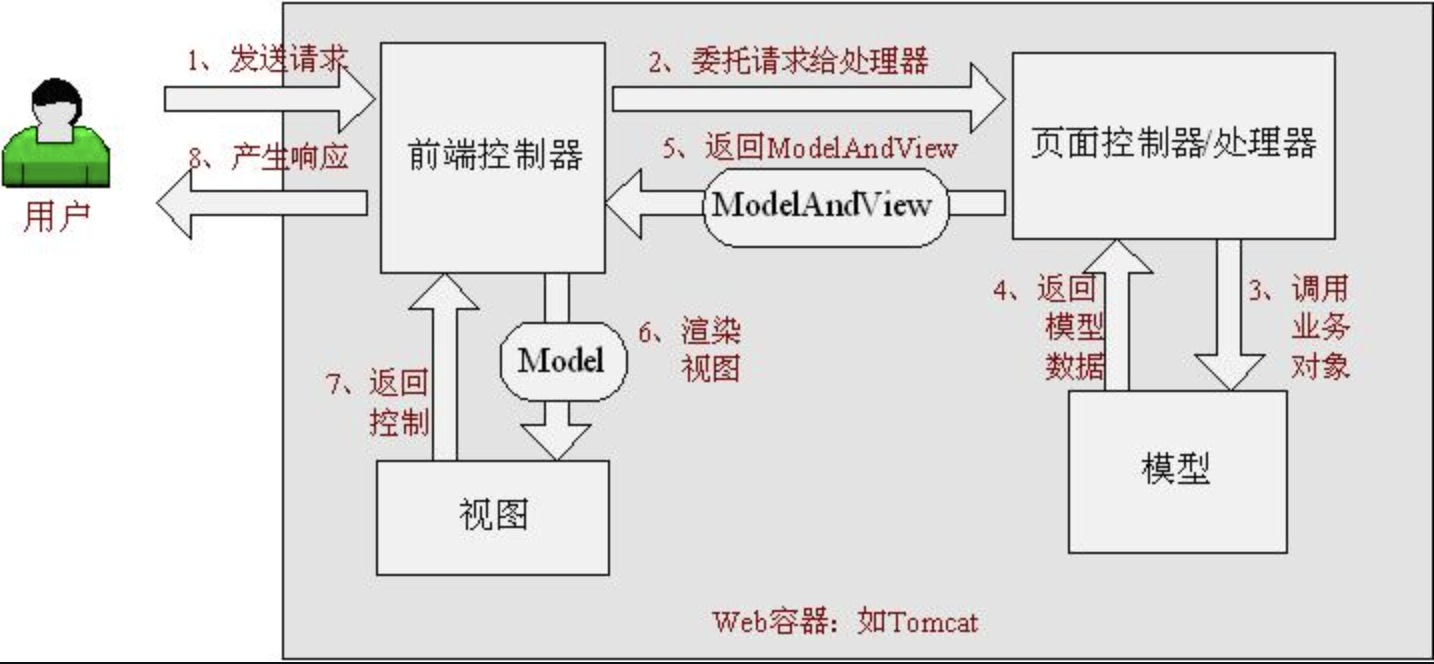 1、发送请求
2、委托请求给处理器
前端控制器
页面控制器/处理器
5、返回ModelAndView
ModelAndView
8、产生响应
用户
4、返回
模型
数据
3、调用
业务
对象
6、渲染
视图
Model
7、返回
控制
视图
模型
Web容器：如Tomcat